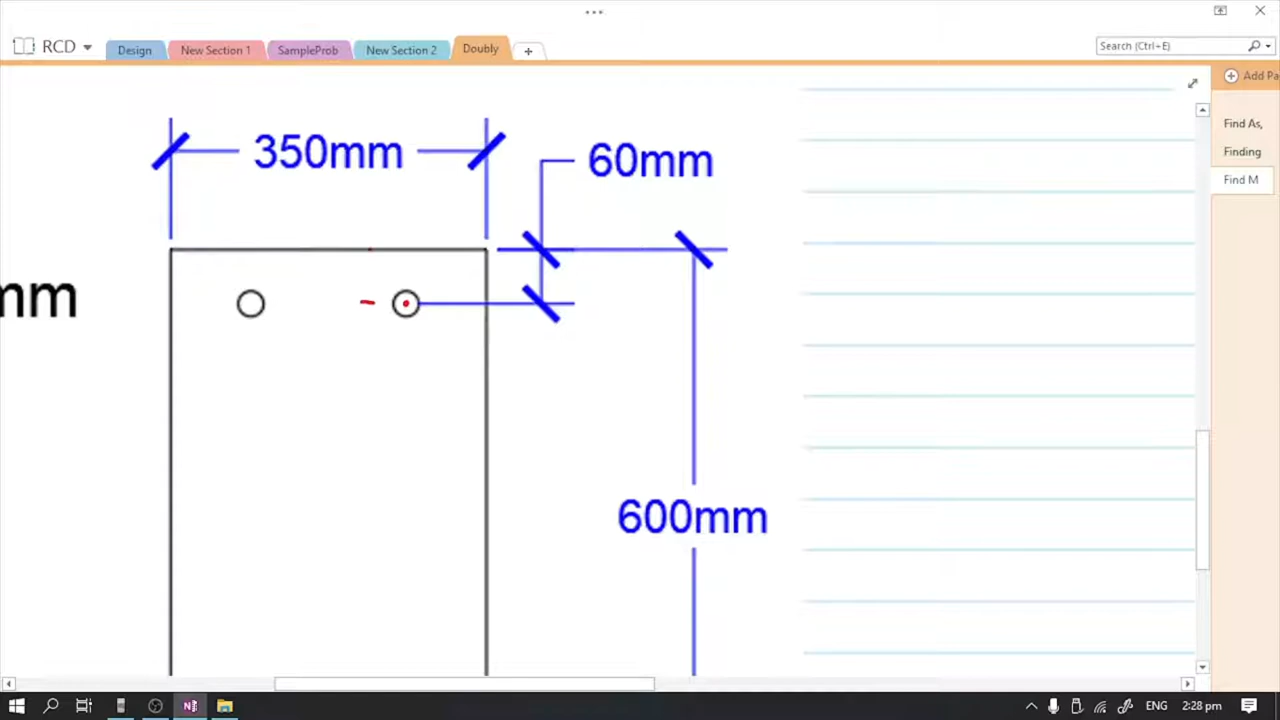 RCD
Design
New Section 1
SampleProb
New Section 2
Doubly
Search (Ctrl+E)
Add Pa
Find As,
Finding
Find M
350mm
60mm
mm
600mm
ENG
2:28 pm